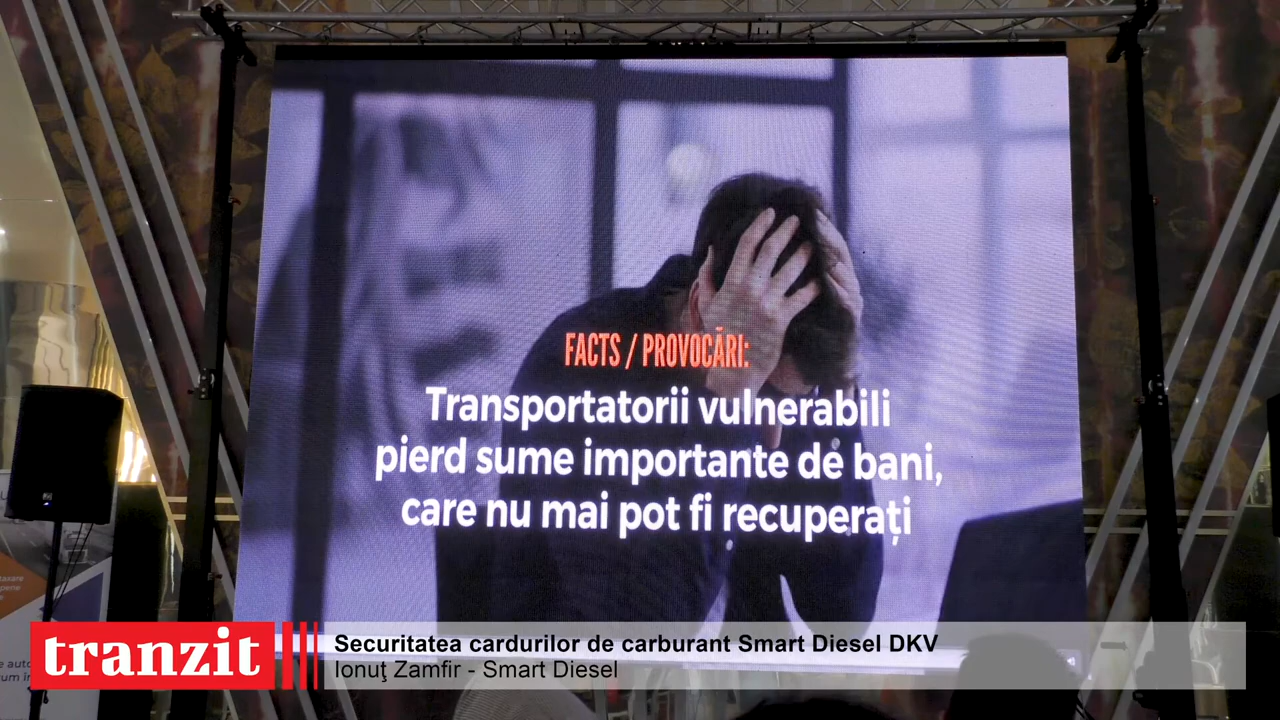 FACTS / PROVOCĂRI:
Transportatorii vulnerabili
pierd sume importante de bani,
care nu mai pot fi recuperați
tranzit
Securitatea cardurilor de carburant Smart Diesel DKV
Ionuţ Zamfir - Smart Diesel